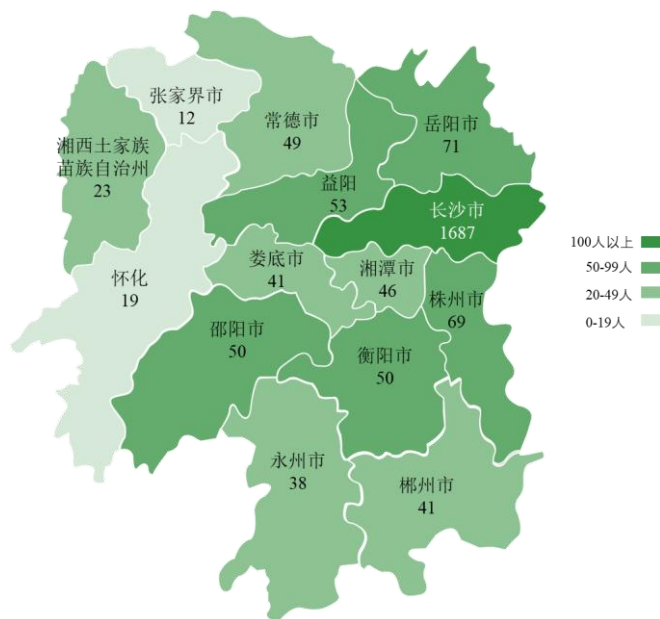 张家界市
12
常德市
49
岳阳市
71
湘西土家族
苗族自治州
23
益阳
53
长沙市
1687
100人以上
50-99人
20-49人
0-19人
怀化
19
娄底市
41
湘潭市
46
株州市
69
邵阳市
50
衡阳市
50
永州市
38
郴州市
41